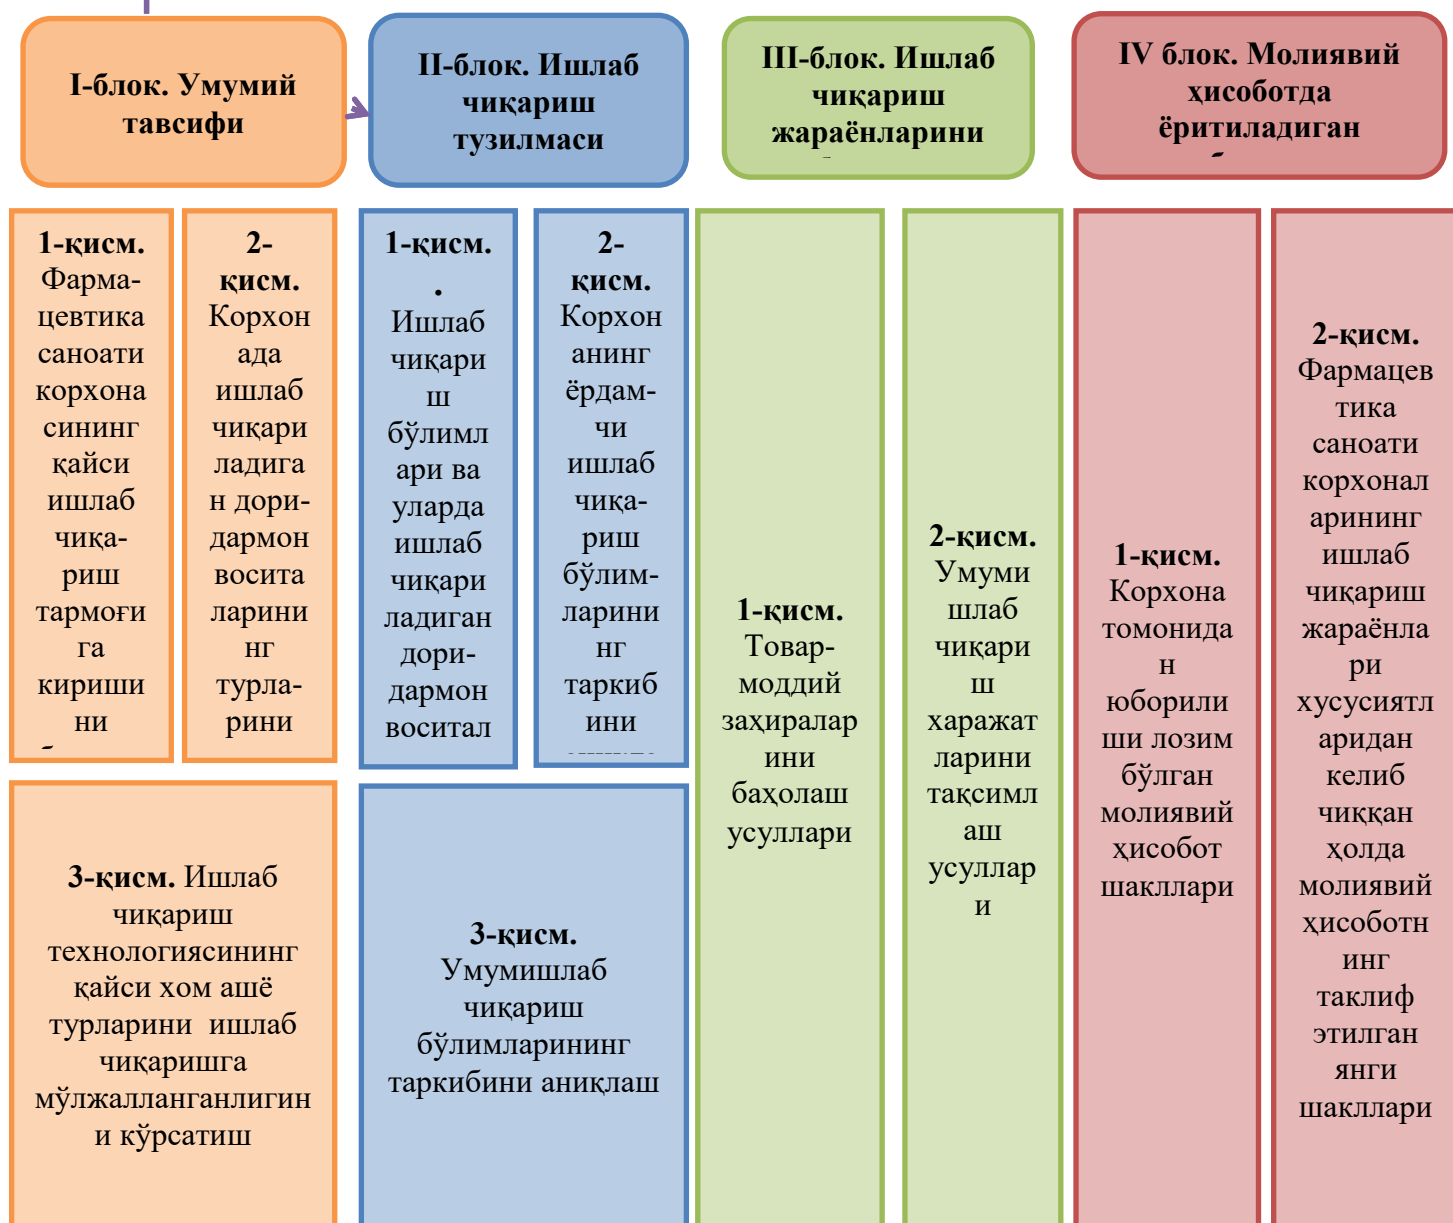 I-блок. Умумий
тавсифи
II-блок. Ишлаб
чиқариш
тузилмаси
III-блок. Ишлаб
чиқариш
жараёнларини
IV блок. Молиявий
ҳисоботда
ёритиладиган
1-қисм.
Фарма-
цевтика
саноати
корхона
сининг
қайси
ишлаб
чиқа-
риш
тармоғи
га
кириши
ни
2-
қисм.
Корхон
ада
ишлаб
чиқари
ладиган
н дори-
дармон
восита
ларини
нг
турла-
рини
3-қисм. Ишлаб
чиқариш
технологиясининг
қайси хом ашё
турларини ишлаб
чиқаришга
мўлжалланганлигин
и кўрсатиш
1-қисм.
.
Ишлаб
чиқари
ш
бўлимл
ари ва
уларда
ишлаб
чиқари
ладиган
дори-
дармон
воситал
2-
қисм.
Корхон
анинг
ёрдам-
чи
ишлаб
чиқа-
риш
бўлим-
ларини
нг
таркиб
ини
3-қисм.
Умумишлаб
чиқариш
бўлимларининг
таркибини аниқлаш
1-қисм.
Товар-
моддий
заҳиралар
ини
баҳолаш
усуллари
2-қисм.
Умуми
шлаб
чиқари
ш
харажат
ларини
тақсимл
аш
усуллар
и
1-қисм.
Корхона
томонида
н
юборили
ши лозим
бўлган
молиявий
ҳисобот
шакллари
2-қисм.
Фармацев
тика
саноати
корхонал
арининг
ишлаб
чиқариш
жараёнла
ри
хусусиятл
аридан
келиб
чиққан
ҳолда
молиявий
ҳисоботн
инг
таклиф
этилган
янги
шакллари